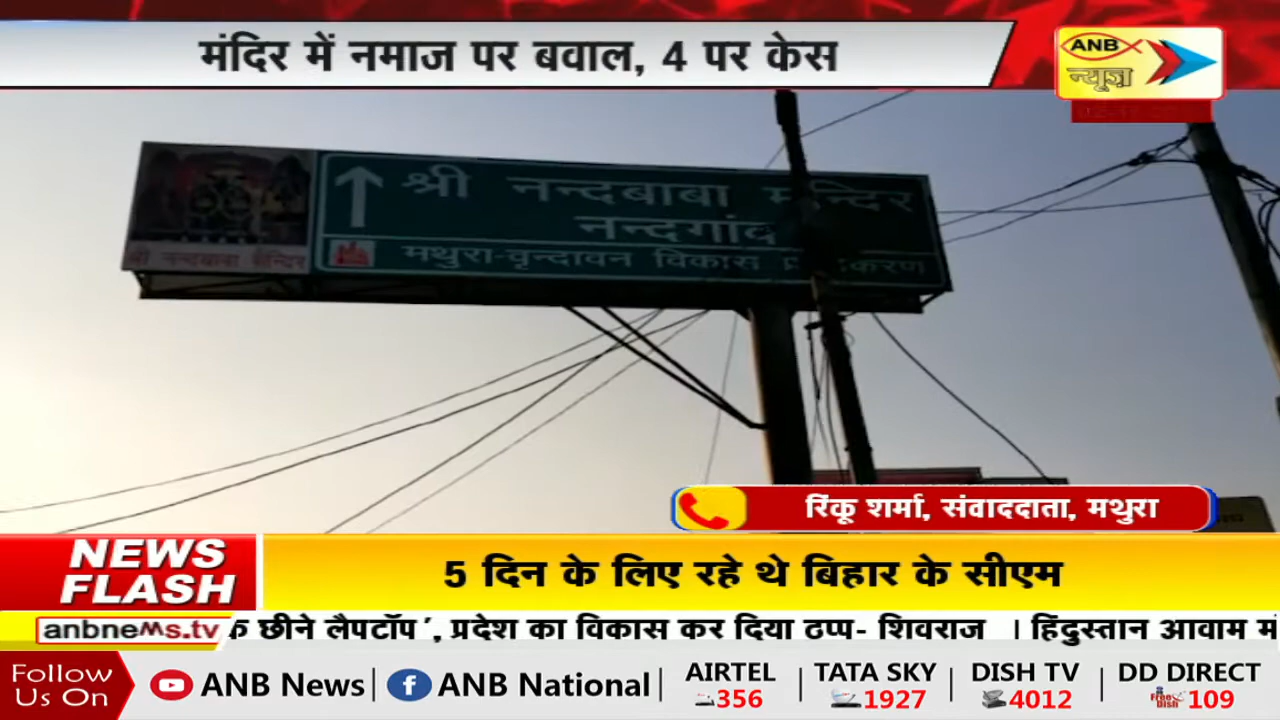 मंदिर में नमाज पर बवाल, 4 पर केस
ANB
न्यूज़
श्री नन्दबाबा मन्दिर
नन्दगांव
मथुरा-वृन्दावन विकास प्राधिकरण
श्री नन्दबाबा मन्दिर
रिंकू शर्मा, संवाददाता, मथुरा
NEWS
FLASH
5 दिन के लिए रहे थे बिहार के सीएम
anbnews.tv
छीने लैपटॉप', प्रदेश का विकास कर दिया ठप्प- शिवराज | हिंदुस्तान आवाम
Follow
Us On
ANB News | ANB National |
AIRTEL
356
TATA SKY
1927
DISH TV
4012
DD DIRECT
Free Dish
109